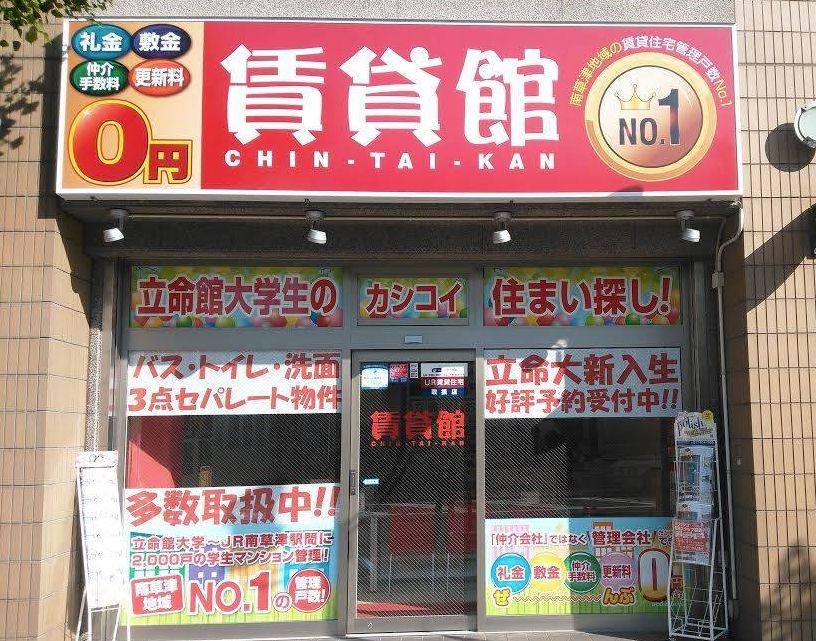 礼金 敷金
仲介手数料 更新料
0円
賃貸館
CHIN-TAI-KAN
南草津地域の賃貸住宅管理戸数No.1
NO.1
立命館大学生の カシコイ 住まい探し!
バス・トイレ・洗面
3点セパレート物件
多数取扱中!!
立命館大学〜JR南草津駅間に
2,000戸の学生マンション管理!
南草津地域 NO.1の 管理戸数!
UR賃貸住宅
取扱店
賃貸館
CHIN-TAI-KAN
立命大新入生
好評予約受付中!!
「仲介会社」ではなく 管理会社
礼金 敷金 仲介手数料 更新料 0円
ぜ〜んぶ
polish